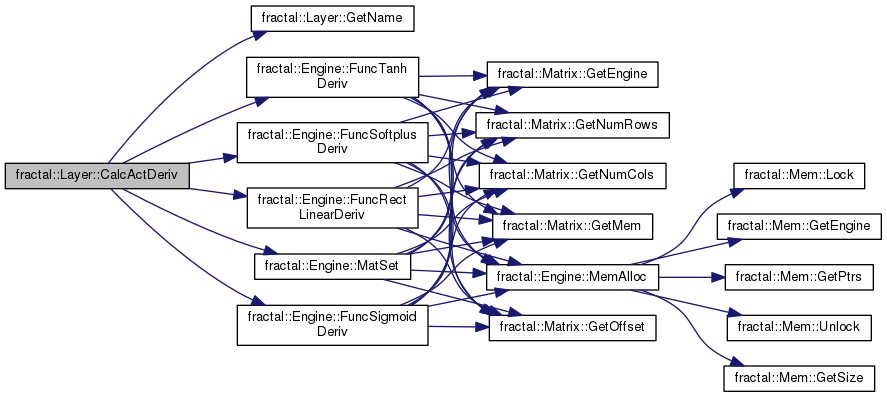 fractal::Layer::CalcActDeriv
fractal::Layer::GetName
fractal::Engine::FuncTanh
Deriv
fractal::Engine::FuncSoftplus
Deriv
fractal::Engine::FuncRect
LinearDeriv
fractal::Engine::MatSet
fractal::Engine::FuncSigmoid
Deriv
fractal::Matrix::GetEngine
fractal::Matrix::GetNumRows
fractal::Matrix::GetNumCols
fractal::Matrix::GetMem
fractal::Engine::MemAlloc
fractal::Matrix::GetOffset
fractal::Mem::Lock
fractal::Mem::GetEngine
fractal::Mem::GetPtrs
fractal::Mem::Unlock
fractal::Mem::GetSize